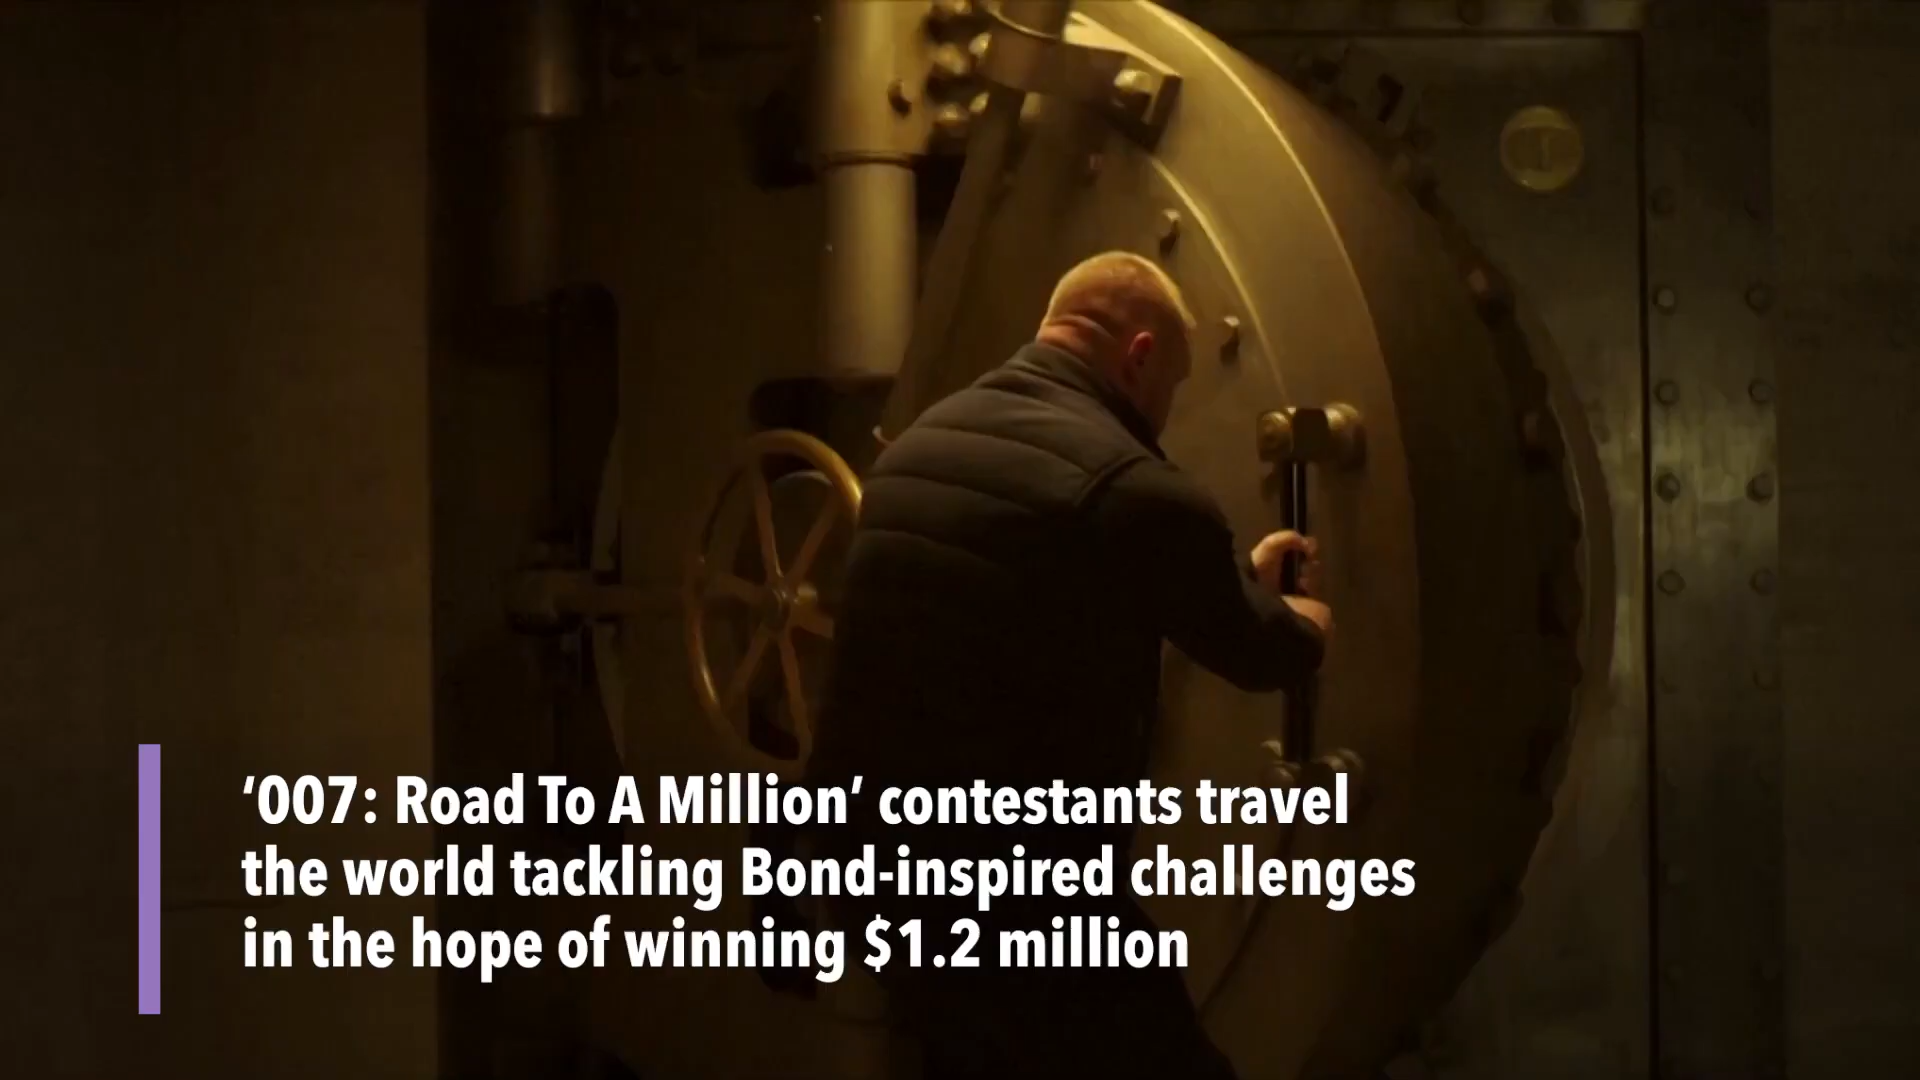 ‘007: Road To A Million’ contestants travel
the world tackling Bond-inspired challenges
in the hope of winning $1.2 million